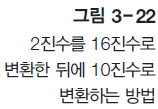 그림 3-22
2진수를 16진수로
변환한 뒤에 10진수로
변환하는 방법